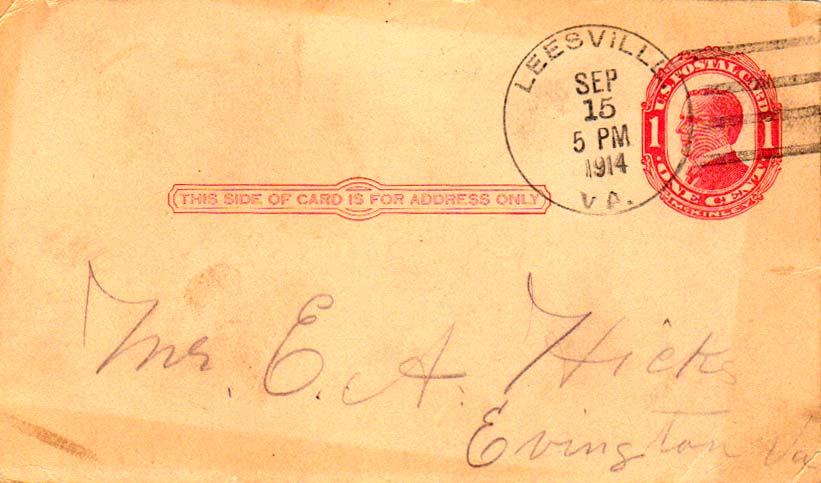 LEESVILLE
SEP
15
5 PM
1914
VA.
U.S. POSTAL CARD
1 1
ONE CENT
McKINLEY
THIS SIDE OF CARD IS FOR ADDRESS ONLY
Mr. E. A. Hicks
Evington Va